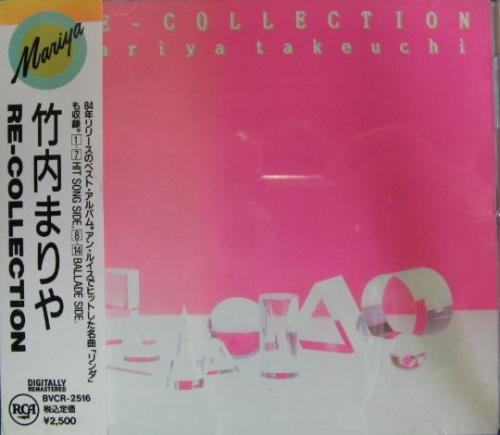 E-COLLECTION
ariya takeuchi
Mariya
竹内まりや
RE-COLLECTION
84年リリースのベスト・アルバム。アン・ルイスでヒットした名曲「リンダ」
も収録。1-7 HIT SONG SIDE. 8-14 BALLADE SIDE.
DIGITALLY
REMASTERED
BVCR-2516
RCA
税込定価
¥2,500